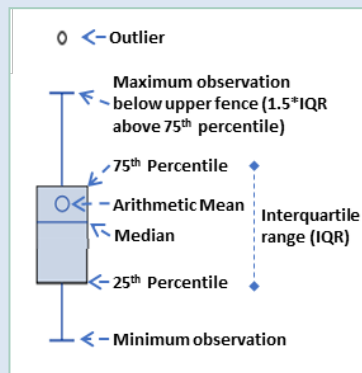 Outlier
Maximum observation
below upper fence (1.5*IQR
above 75th percentile)
75th Percentile
Arithmetic Mean
Median
Interquartile
range (IQR)
25th Percentile
Minimum observation